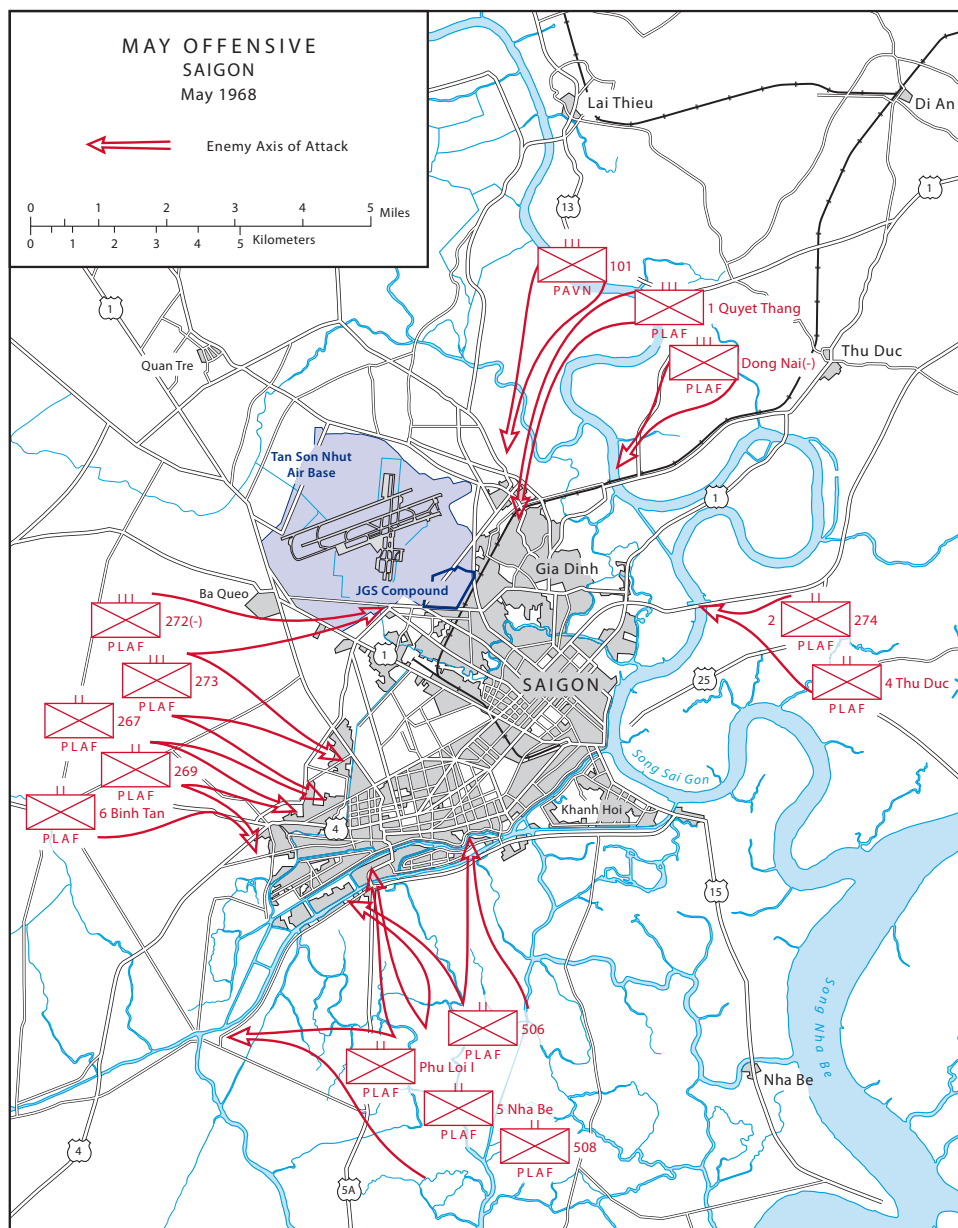 MAY OFFENSIVE
SAIGON
May 1968
Enemy Axis of Attack
0 1 2 3 4 5 Miles
0 1 2 3 4 5 Kilometers
Lai Thieu
Di An
13
1
101
PAVN
1 Quyet Thang
PLAF
Dong Nai(-)
PLAF
1
Quan Tre
Thu Duc
Tan Son Nhut
Air Base
1
Gia Dinh
JGS Compound
Ba Queo
272(-)
PLAF
1
2 274
PLAF
273
PLAF
SAIGON
25
4 Thu Duc
PLAF
267
PLAF
269
PLAF
Song Sai Gon
6 Binh Tan
PLAF
4
Khanh Hoi
15
Song Nha Be
506
PLAF
Phu Loi I
PLAF
Nha Be
5 Nha Be
PLAF
508
PLAF
4
5A